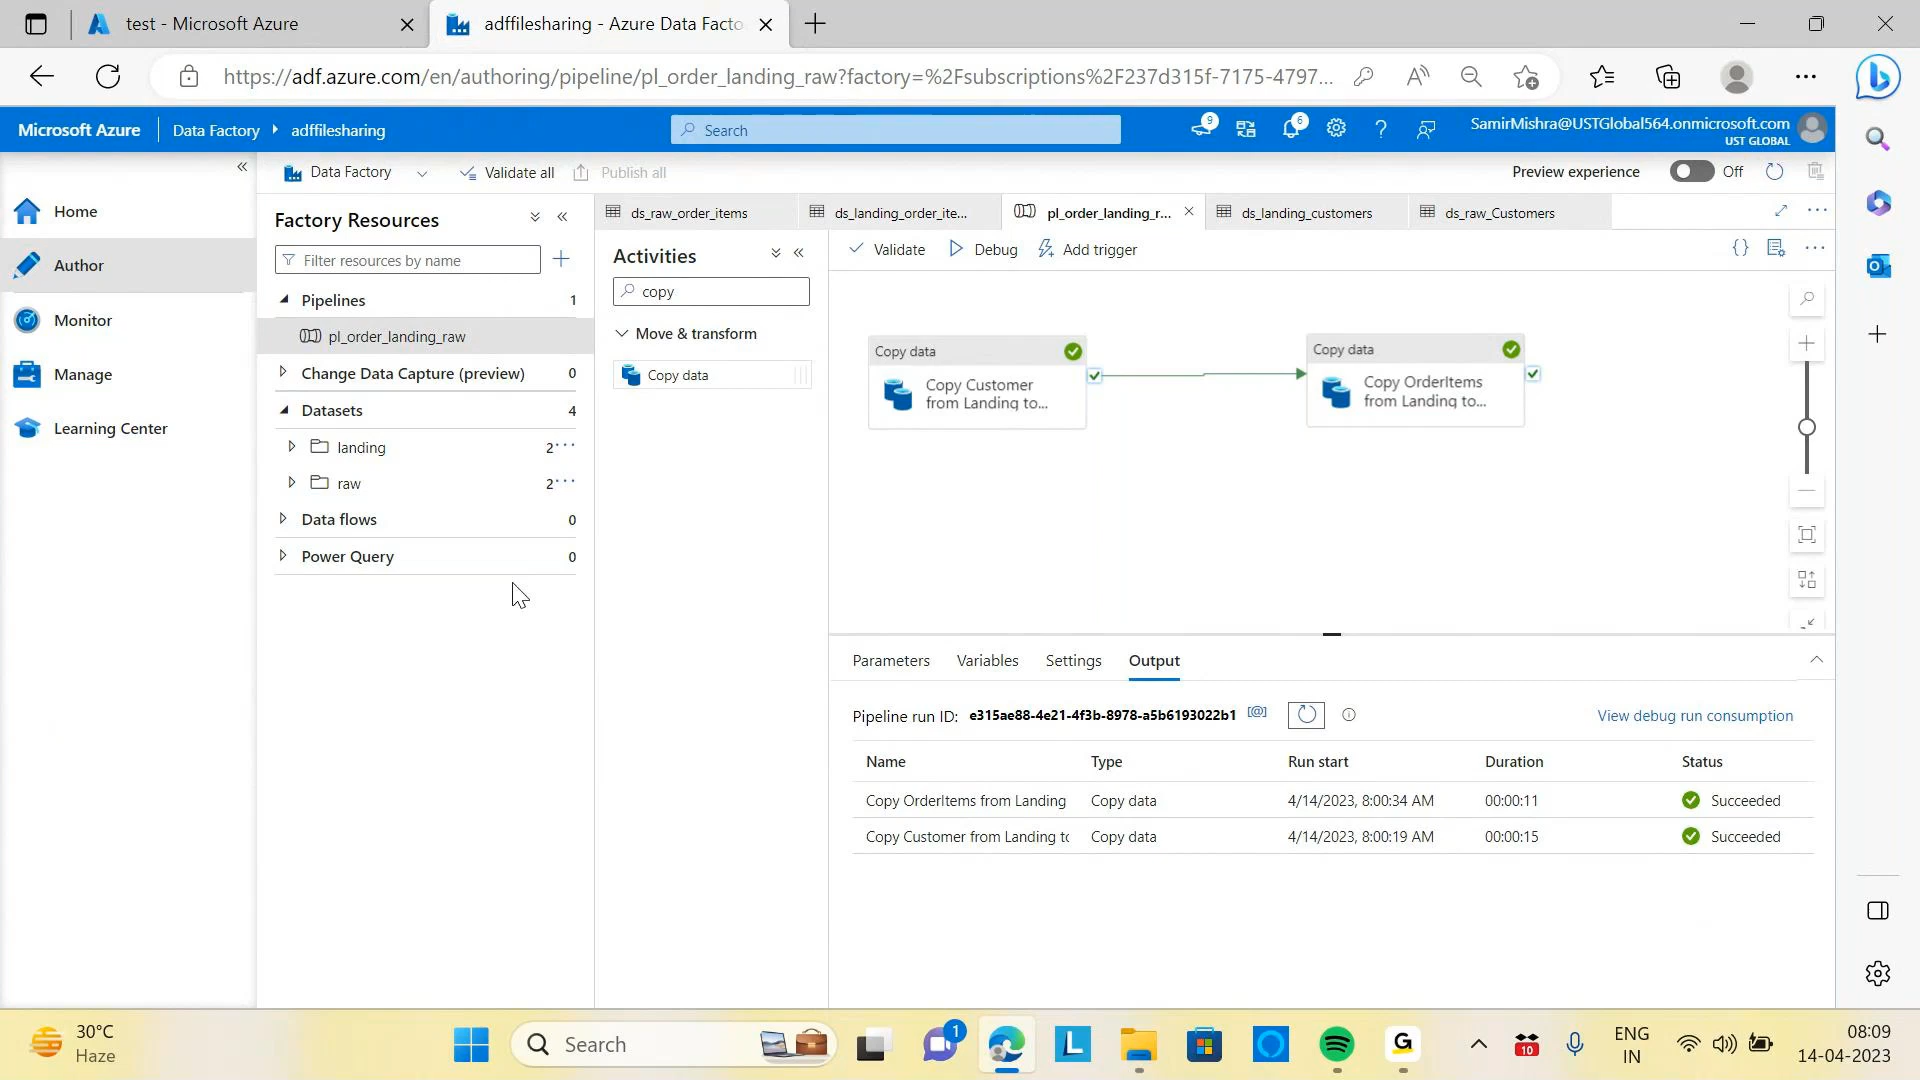 test - Microsoft Azure
adffilesharing - Azure Data Facto
https://adf.azure.com/en/authoring/pipeline/pl_order_landing_raw?factory=%2Fsubscriptions%2F237d315f-7175-4797...
Microsoft Azure
Data Factory
adffilesharing
Search
9
6
SamirMishra@USTGlobal564.onmicrosoft.com
UST GLOBAL
Home
Author
Monitor
Manage
Learning Center
Data Factory
Validate all
Publish all
Preview experience
Off
Factory Resources
Filter resources by name
Pipelines 1
pl_order_landing_raw
Change Data Capture (preview) 0
Datasets 4
landing 2
raw 2
Data flows 0
Power Query 0
ds_raw_order_items
ds_landing_order_ite...
pl_order_landing_r...
ds_landing_customers
ds_raw_Customers
Activities
copy
Move & transform
Copy data
Validate
Debug
Add trigger
Copy data
Copy Customer
from Landing to...
Copy data
Copy OrderItems
from Landing to...
Parameters Variables Settings Output
Pipeline run ID: e315ae88-4e21-4f3b-8978-a5b6193022b1
View debug run consumption
Name Type Run start Duration Status
Copy OrderItems from Landing Copy data 4/14/2023, 8:00:34 AM 00:00:11 Succeeded
Copy Customer from Landing to Copy data 4/14/2023, 8:00:19 AM 00:00:15 Succeeded
30°C
Haze
Search
1
L
G
10
ENG
IN
08:09
14-04-2023